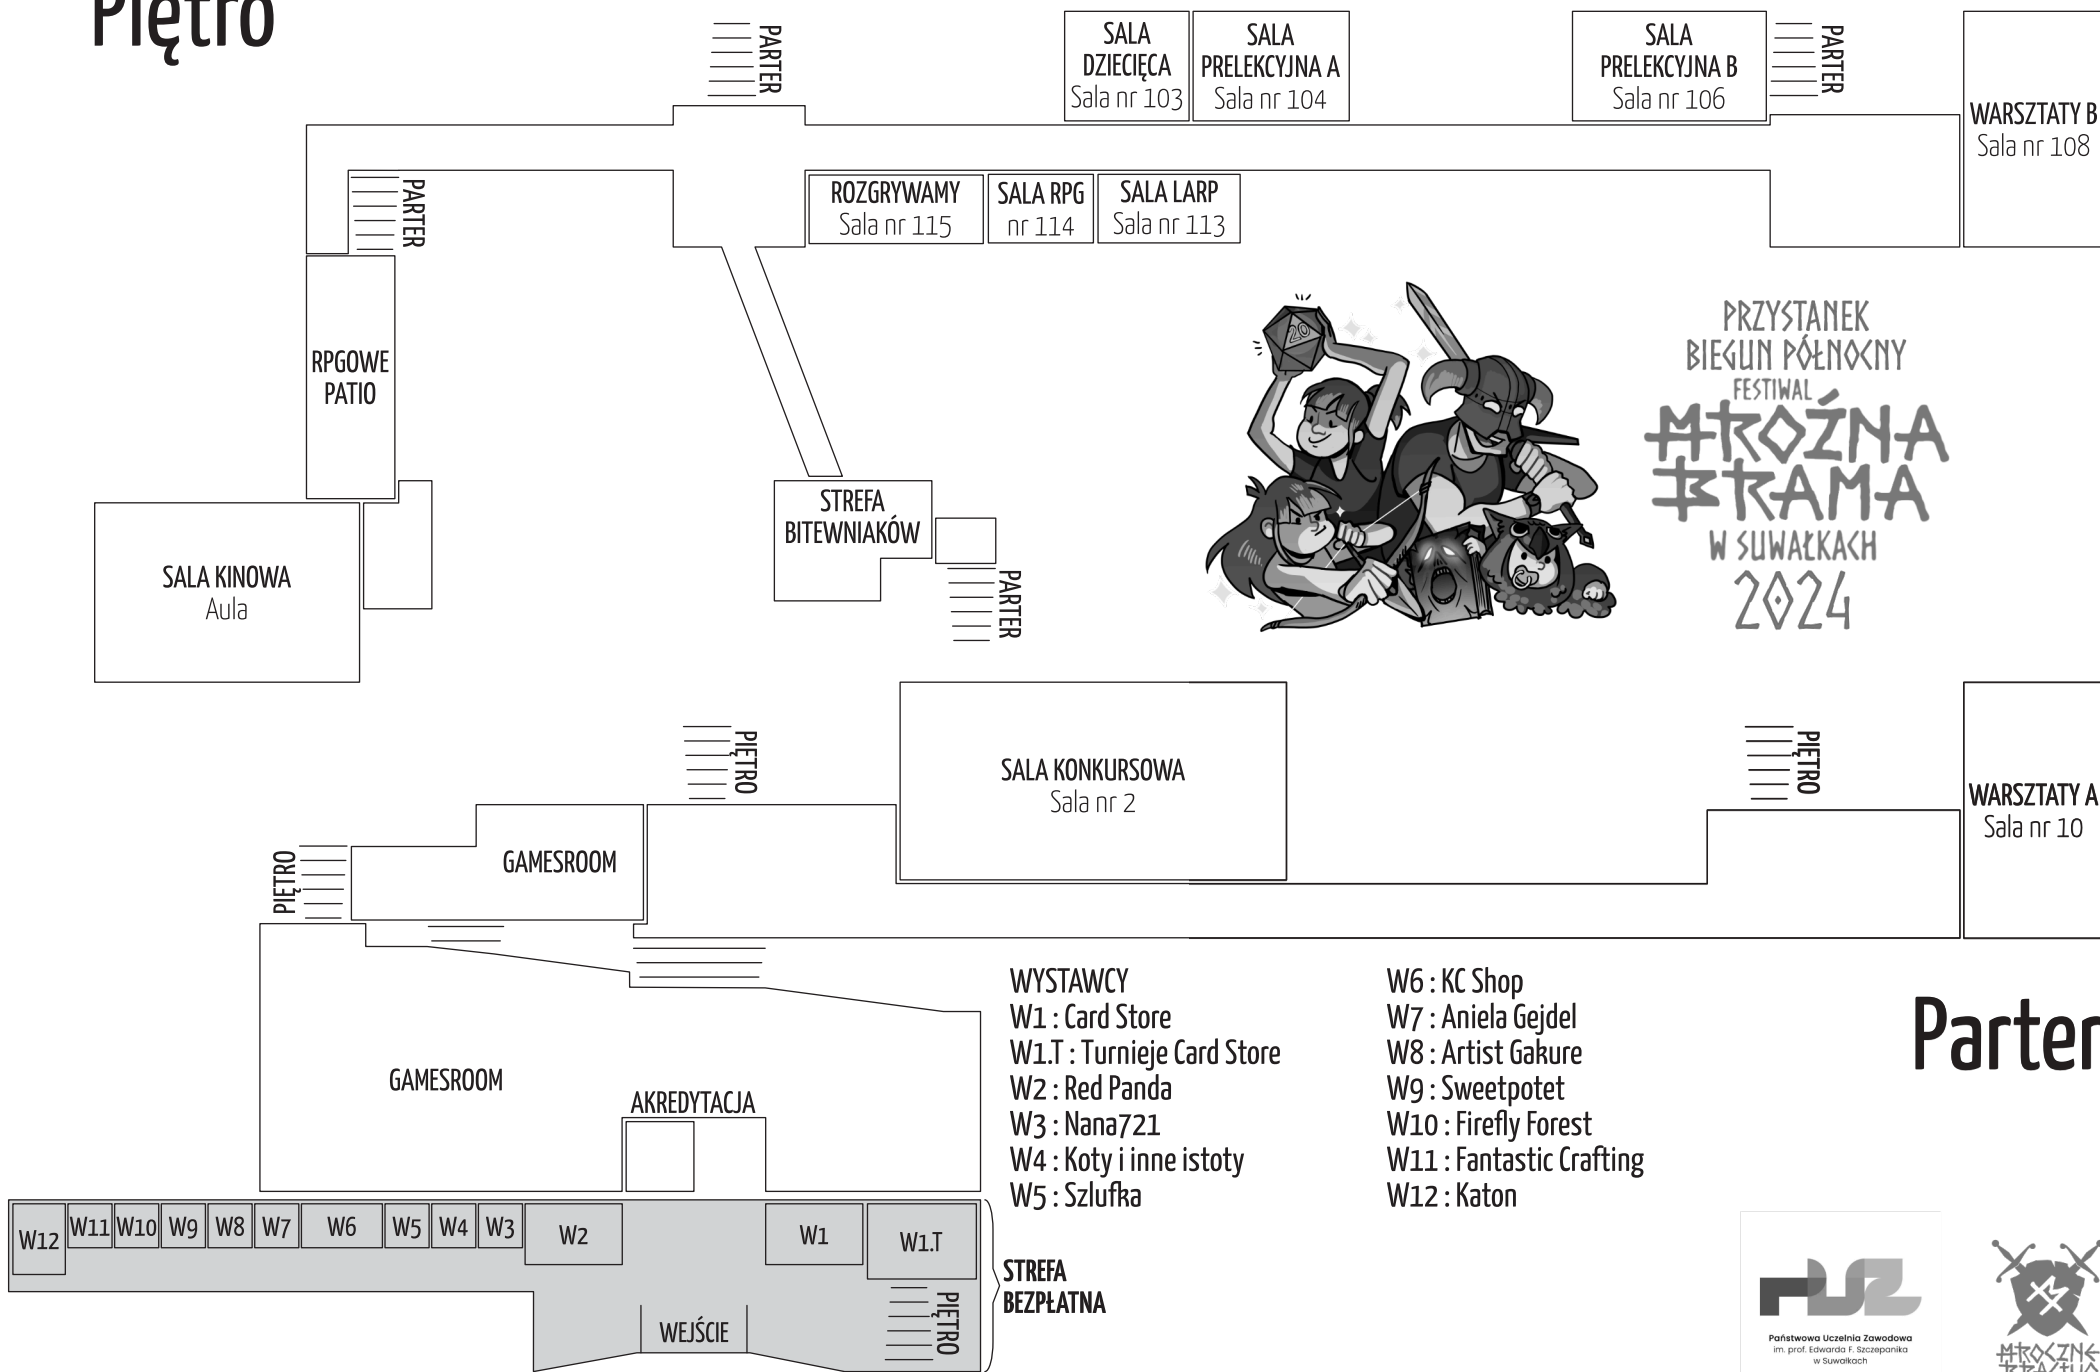 Piętro
PARTER
SALA
DZIECIĘCA
Sala nr 103
SALA
PRELEKCYJNA A
Sala nr 104
SALA
PRELEKCYJNA B
Sala nr 106
PARTER
WARSZTATY B
Sala nr 108
PARTER
ROZGRYWAMY
Sala nr 115
SALA RPG
nr 114
SALA LARP
Sala nr 113
RPGOWE
PATIO
20
PRZYSTANEK
BIEGUN PÓŁNOCNY
FESTIWAL
MROŹNA
BRAMA
W SUWAŁKACH
2024
STREFA
BITEWNIAKÓW
PARTER
SALA KINOWA
Aula
PIĘTRO
SALA KONKURSOWA
Sala nr 2
PIĘTRO
WARSZTATY A
Sala nr 10
PIĘTRO
GAMESROOM
GAMESROOM
AKREDYTACJA
WYSTAWCY
W1 : Card Store
W1.T : Turnieje Card Store
W2 : Red Panda
W3 : Nana721
W4 : Koty i inne istoty
W5 : Szlufka
W6 : KC Shop
W7 : Aniela Gejdel
W8 : Artist Gakure
W9 : Sweetpotet
W10 : Firefly Forest
W11 : Fantastic Crafting
W12 : Katon
Parter
W12
W11
W10
W9
W8
W7
W6
W5
W4
W3
W2
W1
W1.T
STREFA
BEZPŁATNA
WEJŚCIE
PIĘTRO
PUZ
Państwowa Uczelnia Zawodowa
im. prof. Edwarda F. Szczepanika
w Suwałkach